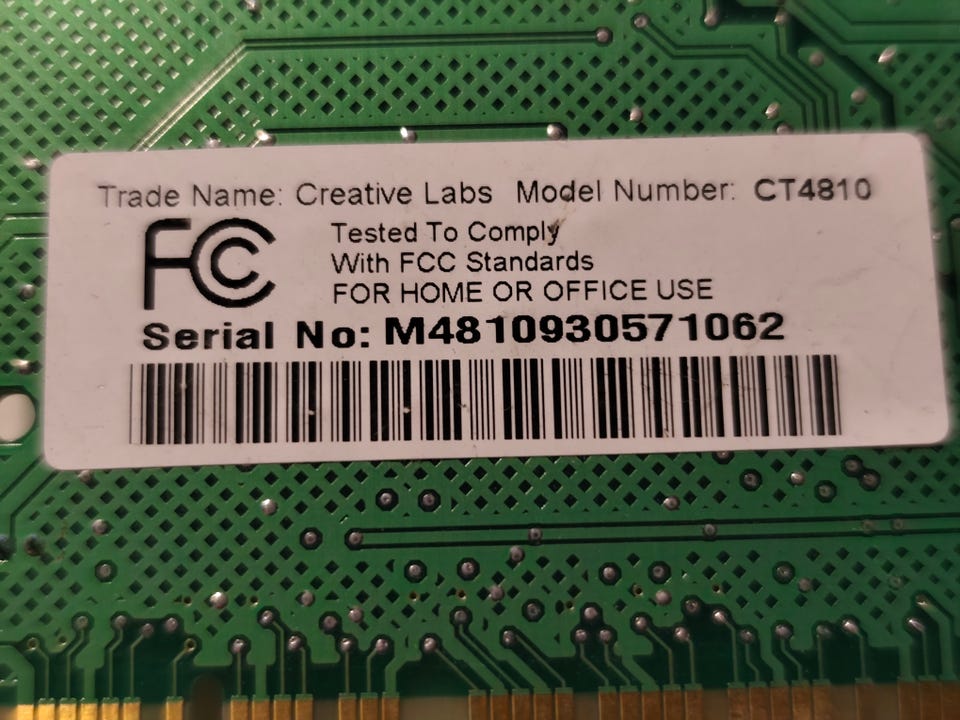 Trade Name: Creative Labs Model Number: CT4810
FC
Tested To Comply
With FCC Standards
FOR HOME OR OFFICE USE
Serial No: M4810930571062